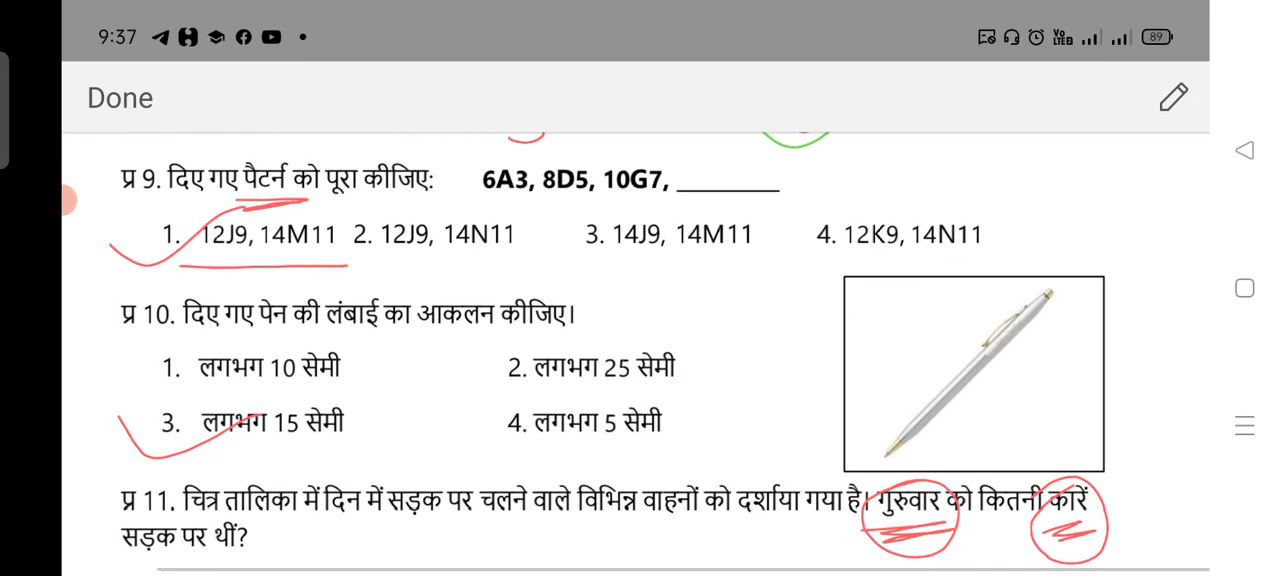 9:37
Vo LTE2 89
Done
प्र 9. दिए गए पैटर्न को पूरा कीजिए: 6A3, 8D5, 10G7, ________
1. 12J9, 14M11 2. 12J9, 14N11 3. 14J9, 14M11 4. 12K9, 14N11
प्र 10. दिए गए पेन की लंबाई का आकलन कीजिए।
1. लगभग 10 सेमी 2. लगभग 25 सेमी
3. लगभग 15 सेमी 4. लगभग 5 सेमी
प्र 11. चित्र तालिका में दिन में सड़क पर चलने वाले विभिन्न वाहनों को दर्शाया गया है। गुरुवार को कितनी कारें
सड़क पर थीं?